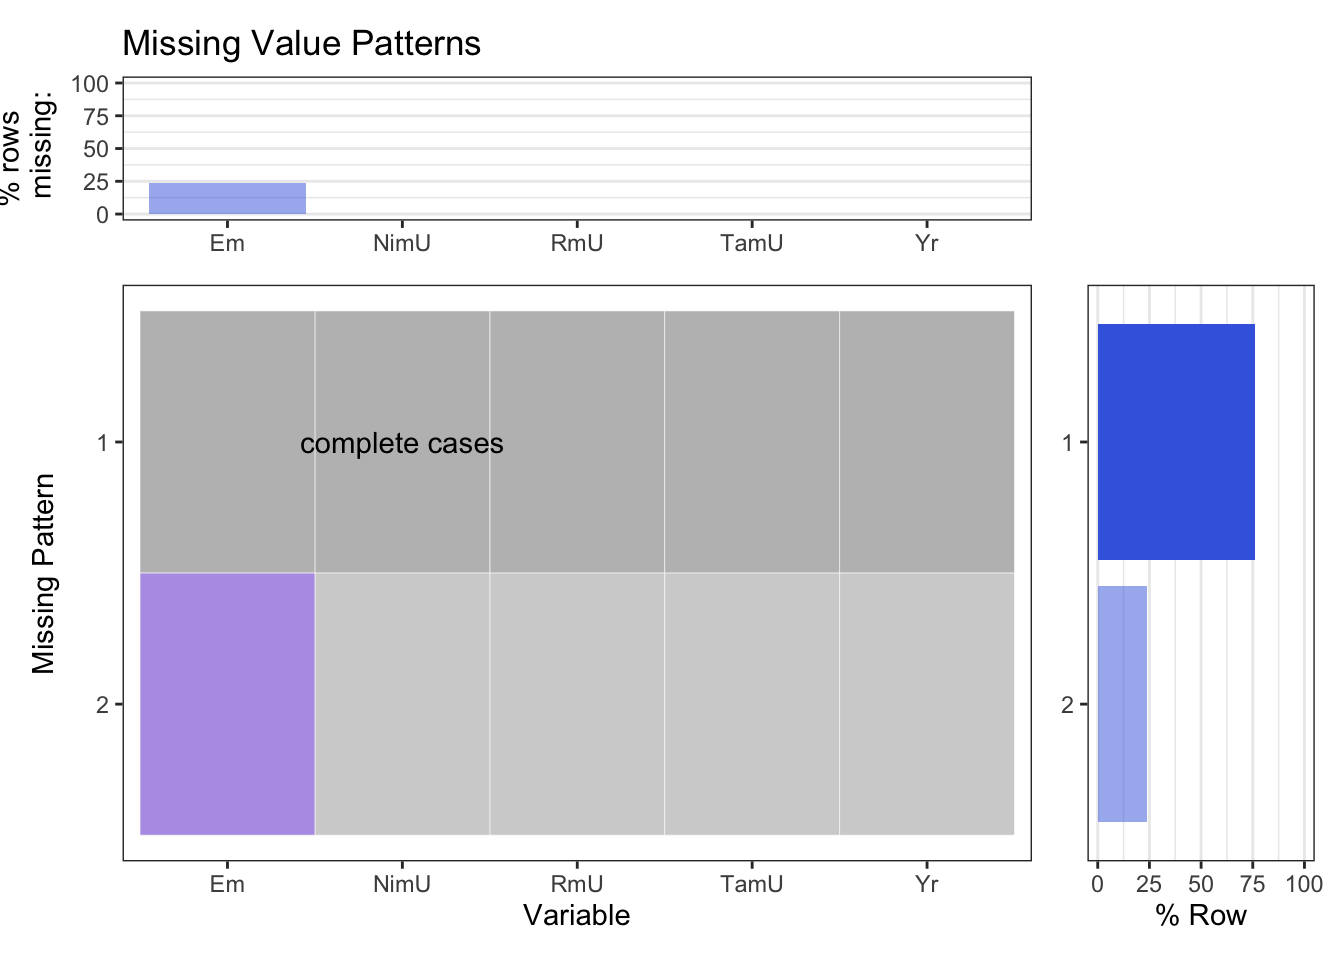 Missing Value Patterns
% rows
missing:
100
75
50
25
0
Em NimU RmU TamU Yr
Missing Pattern
1
complete cases
2
Em NimU RmU TamU Yr
Variable
1
2
0 25 50 75 100
% Row